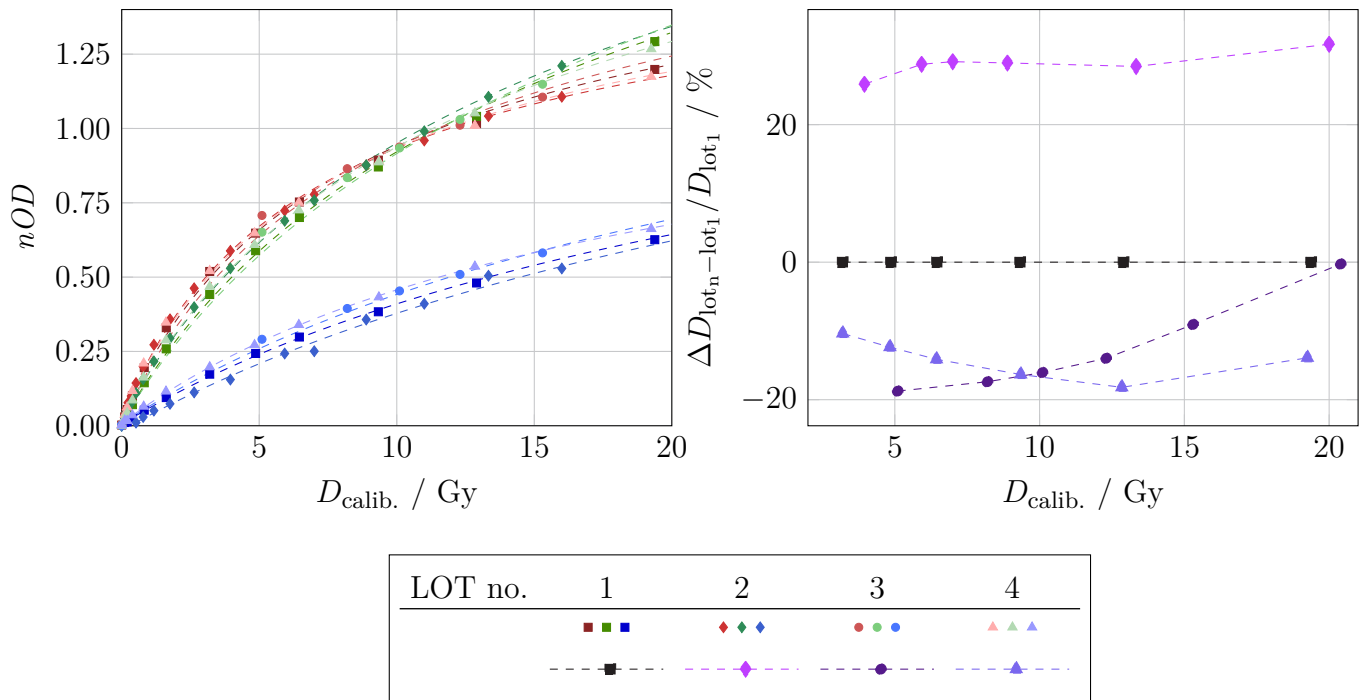 1.25
1.00
0.75
0.50
0.25
0.00
nOD
0 5 10 15 20
D_calib. / Gy
20
0
−20
ΔD_lotₙ−lot₁/D_lot₁ / %
5 10 15 20
D_calib. / Gy
LOT no. 1 2 3 4